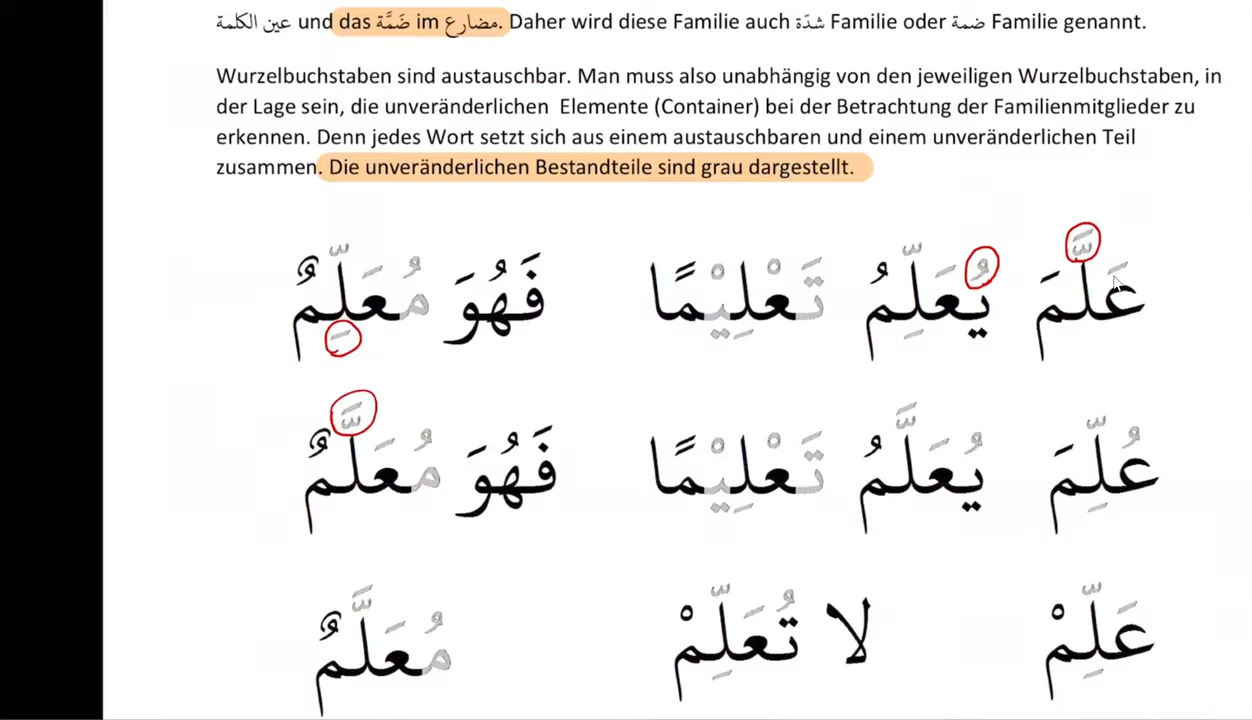 عين الكلمة und das ضَمَّة im مضارع. Daher wird diese Familie auch شدّة Familie oder ضمة Familie genannt.
Wurzelbuchstaben sind austauschbar. Man muss also unabhängig von den jeweiligen Wurzelbuchstaben, in
der Lage sein, die unveränderlichen Elemente (Container) bei der Betrachtung der Familienmitglieder zu
erkennen. Denn jedes Wort setzt sich aus einem austauschbaren und einem unveränderlichen Teil
zusammen. Die unveränderlichen Bestandteile sind grau dargestellt.
عَلَّمَ يُعَلِّمُ تَعْلِيْمًا فَهُوَ مُعَلِّمٌ
عُلِّمَ يُعَلَّمُ تَعْلِيْمًا فَهُوَ مُعَلَّمٌ
عَلِّمْ لا تُعَلِّمْ مُعَلَّمٌ